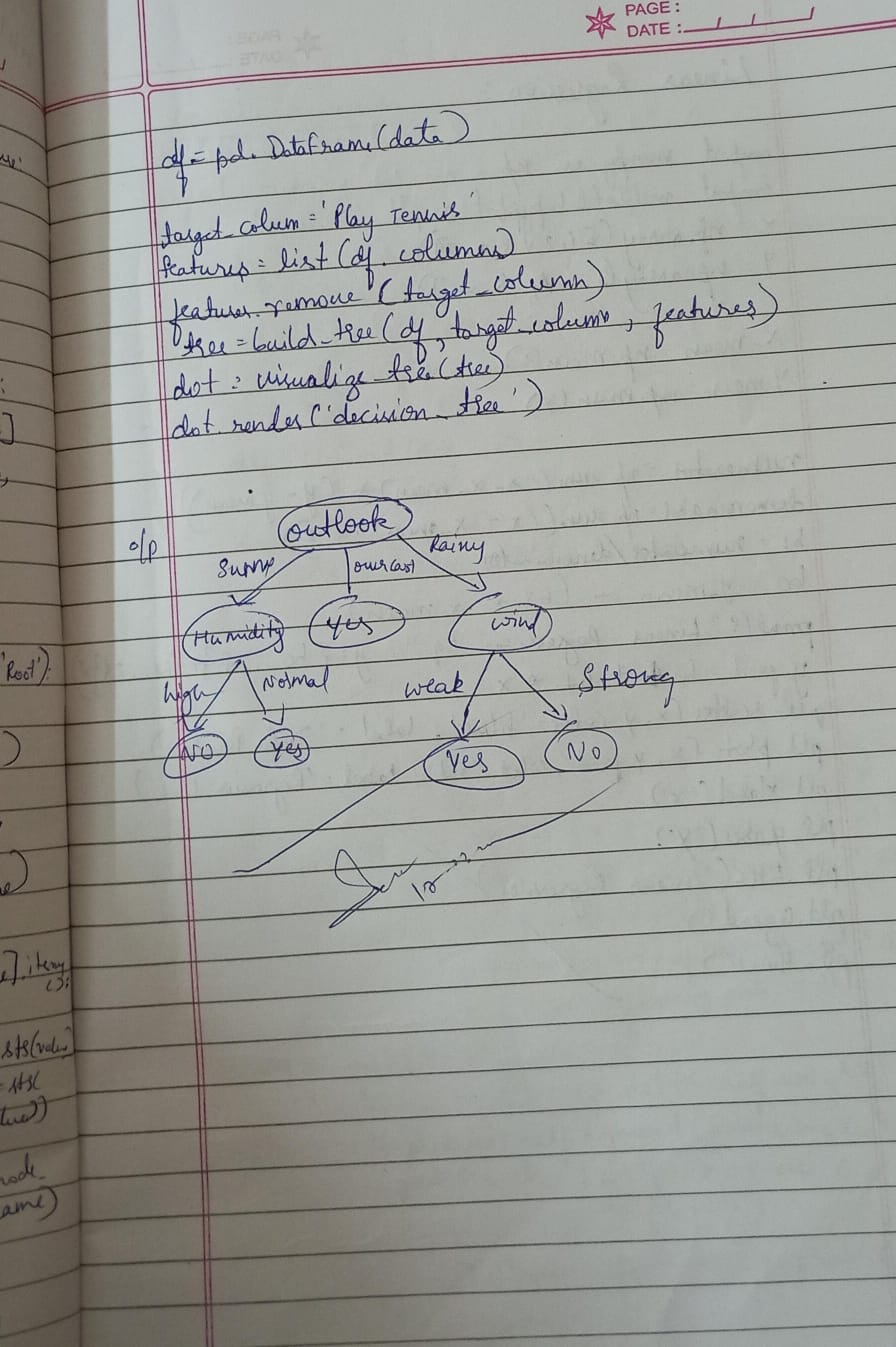 PAGE :
DATE :
df = pd. DataFrame(data)
target_colum = 'Play Tennis'
features = list (df. columns)
features.remove (target_column)
tree = build_tree (df, target_column, features)
dot = visualize_tree (tree)
dot. render ('decision_tree')
o/p
outlook
Sunny overcast Rainy
Humidity Yes wind
high Normal weak Strong
NO Yes Yes No
'Root'):
]. items
():